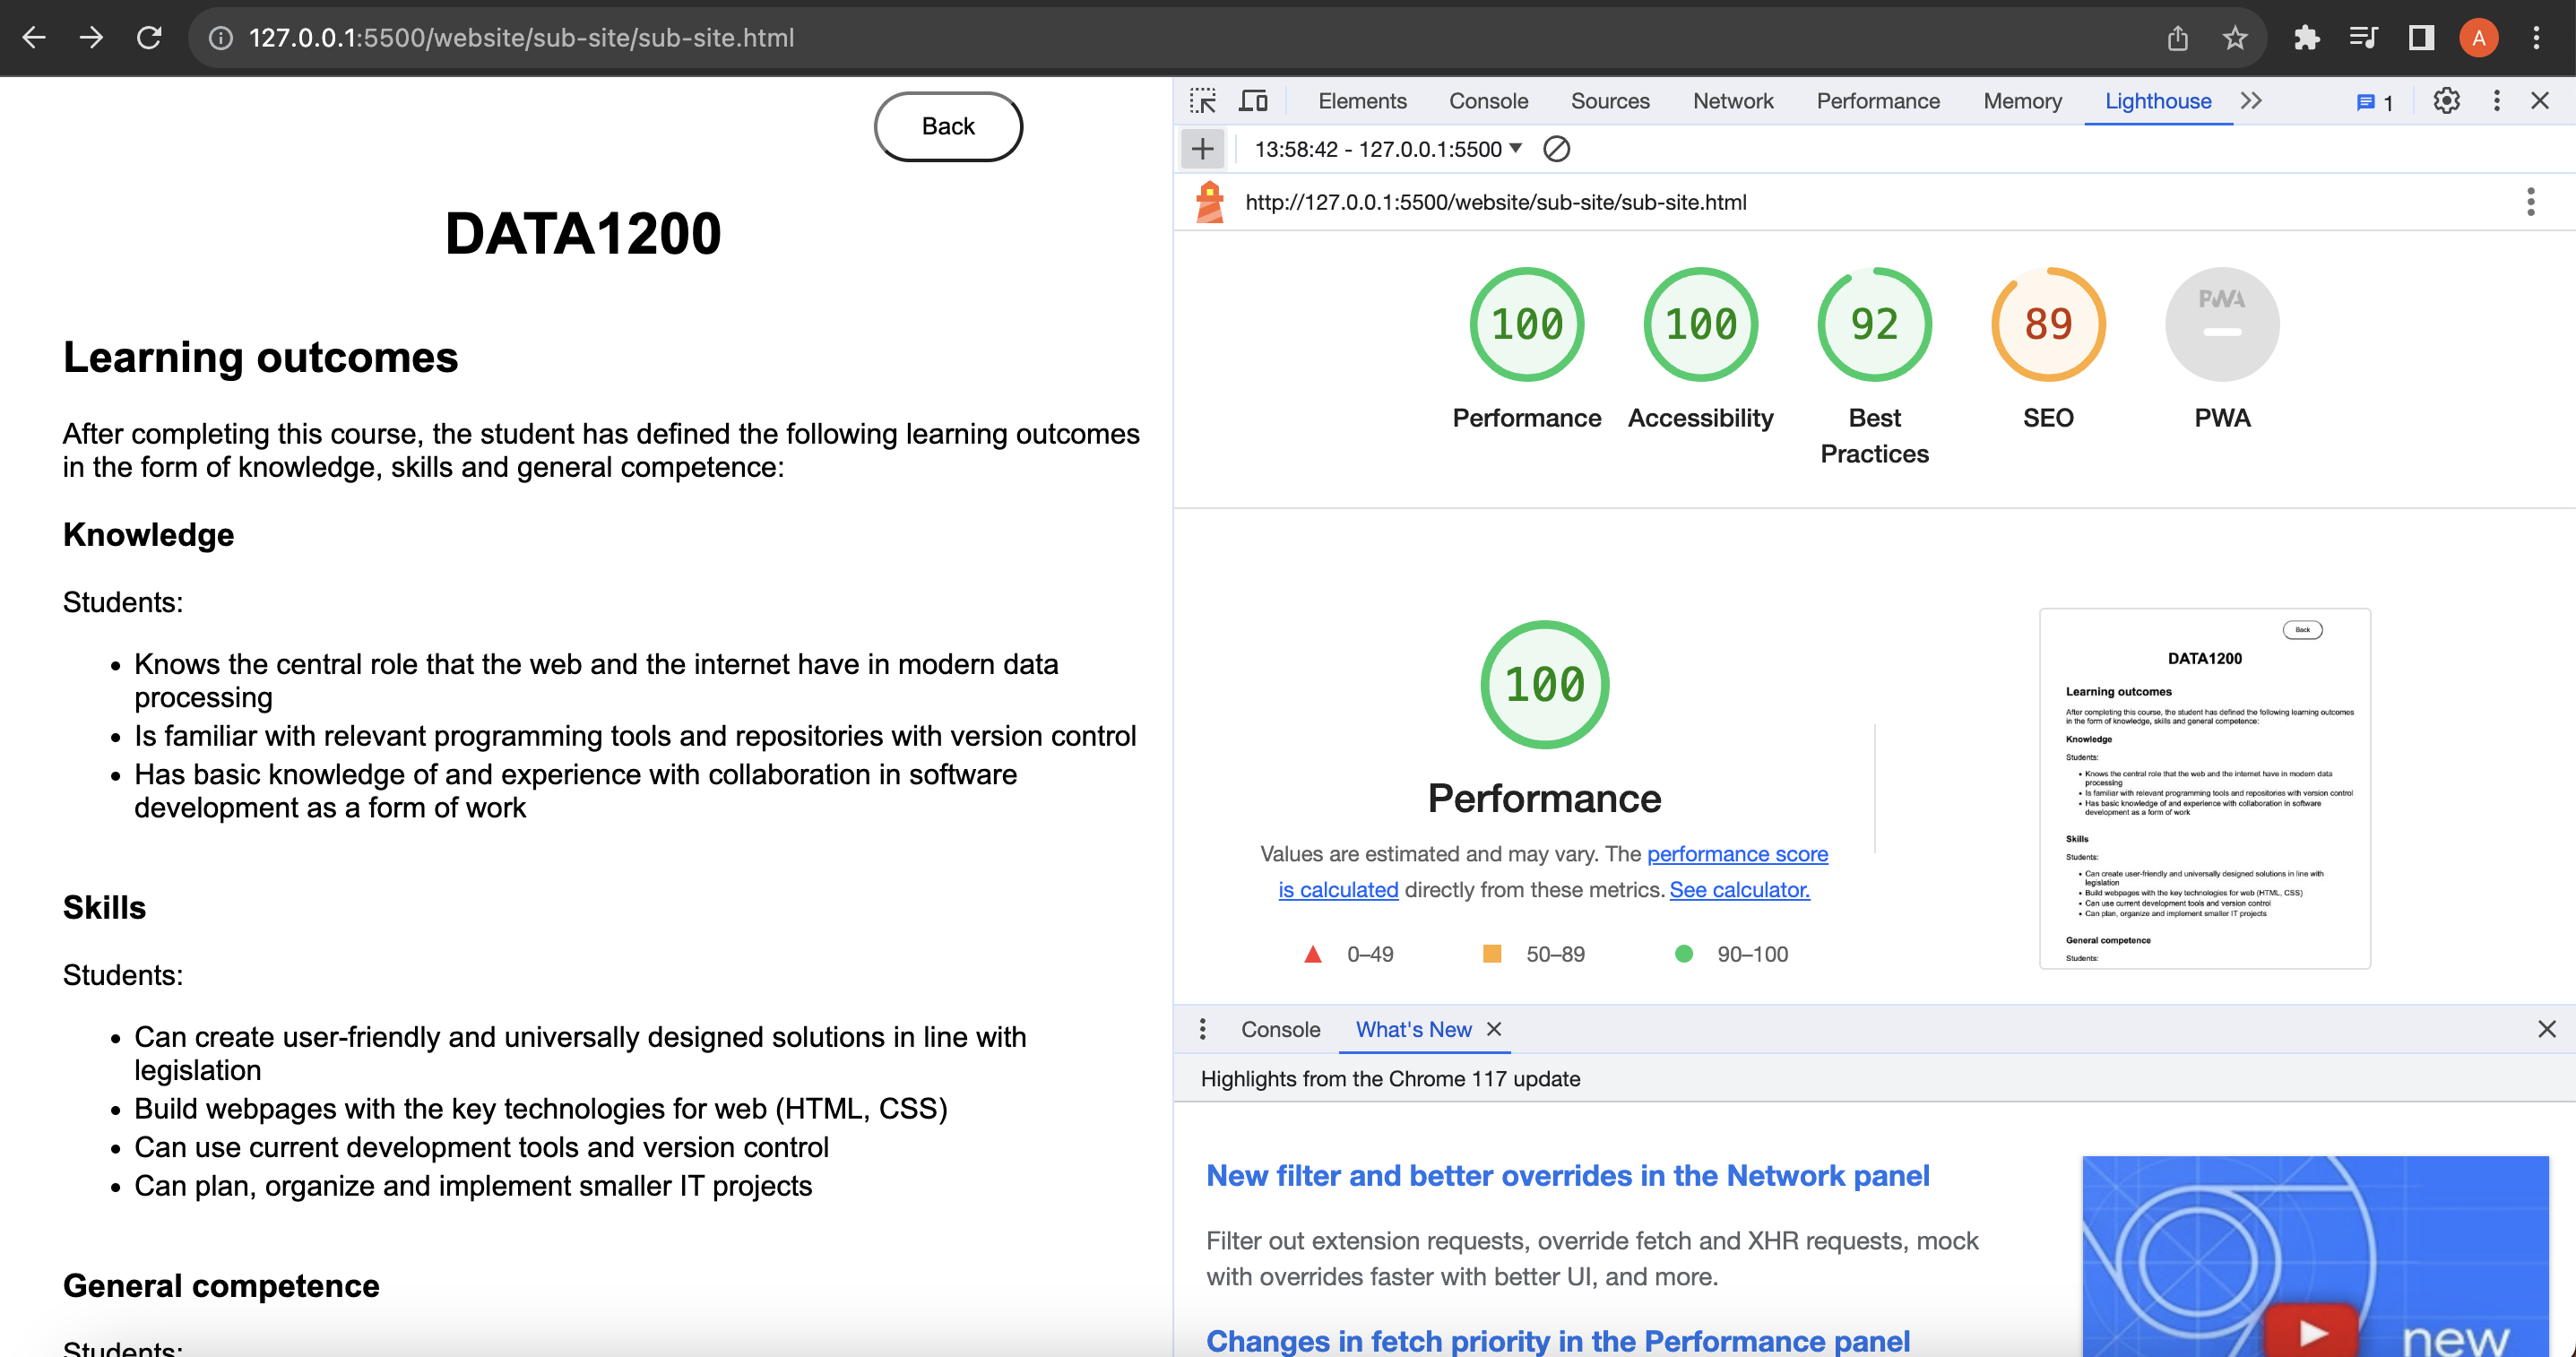 127.0.0.1:5500/website/sub-site/sub-site.html
A
Back
DATA1200
Learning outcomes
After completing this course, the student has defined the following learning outcomes
in the form of knowledge, skills and general competence:
Knowledge
Students:
Knows the central role that the web and the internet have in modern data
processing
Is familiar with relevant programming tools and repositories with version control
Has basic knowledge of and experience with collaboration in software
development as a form of work
Skills
Students:
Can create user-friendly and universally designed solutions in line with
legislation
Build webpages with the key technologies for web (HTML, CSS)
Can use current development tools and version control
Can plan, organize and implement smaller IT projects
General competence
Students:
Elements Console Sources Network Performance Memory Lighthouse 1
13:58:42 - 127.0.0.1:5500
http://127.0.0.1:5500/website/sub-site/sub-site.html
100 100 92 89 PWA
Performance Accessibility Best Practices SEO PWA
100
Performance
Values are estimated and may vary. The performance score
is calculated directly from these metrics. See calculator.
0–49 50–89 90–100
Back
DATA1200
Learning outcomes
After completing this course, the student has defined the following learning outcomes
in the form of knowledge, skills and general competence:
Knowledge
Students:
Knows the central role that the web and the internet have in modern data
processing
Is familiar with relevant programming tools and repositories with version control
Has basic knowledge of and experience with collaboration in software
development as a form of work
Skills
Students:
Can create user-friendly and universally designed solutions in line with
legislation
Build webpages with the key technologies for web (HTML, CSS)
Can use current development tools and version control
Can plan, organize and implement smaller IT projects
General competence
Students:
Console What's New
Highlights from the Chrome 117 update
New filter and better overrides in the Network panel
Filter out extension requests, override fetch and XHR requests, mock
with overrides faster with better UI, and more.
Changes in fetch priority in the Performance panel
new